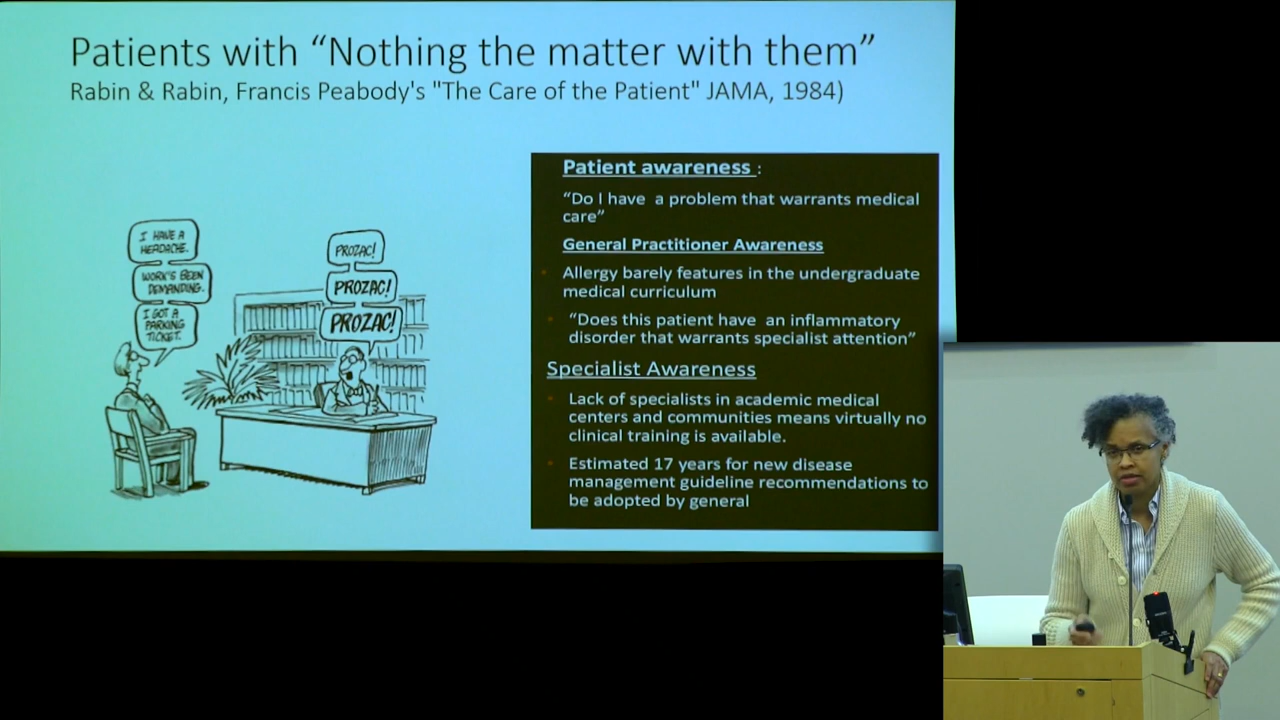 Patients with “Nothing the matter with them”
Rabin & Rabin, Francis Peabody's "The Care of the Patient" JAMA, 1984)
I HAVE A
HEADACHE.
WORK'S BEEN
DEMANDING.
I GOT A
PARKING
TICKET.
PROZAC!
PROZAC!
PROZAC!
Patient awareness :
“Do I have a problem that warrants medical
care”
General Practitioner Awareness
Allergy barely features in the undergraduate
medical curriculum
“Does this patient have an inflammatory
disorder that warrants specialist attention”
Specialist Awareness
Lack of specialists in academic medical
centers and communities means virtually no
clinical training is available.
Estimated 17 years for new disease
management guideline recommendations to
be adopted by general